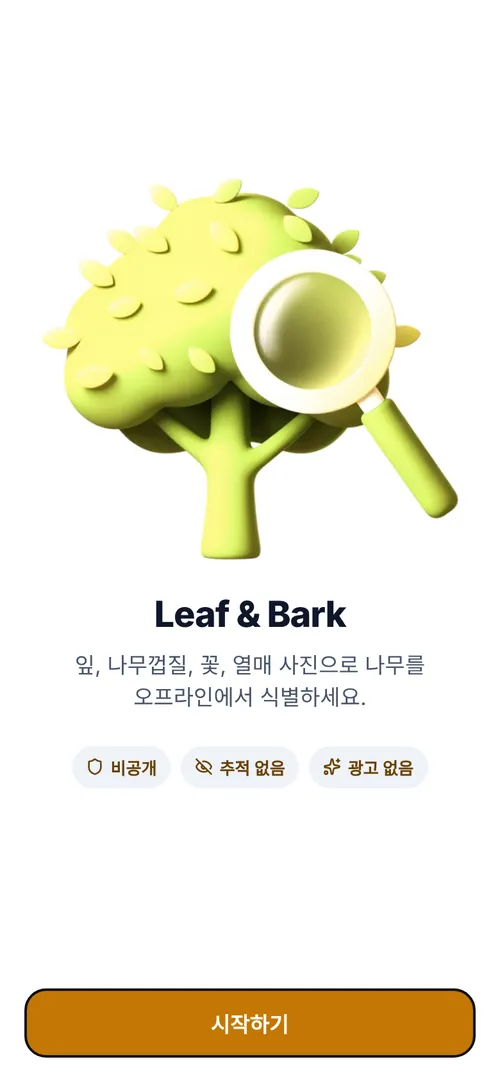 Leaf & Bark
잎, 나무껍질, 꽃, 열매 사진으로 나무를
오프라인에서 식별하세요.
비공개
추적 없음
광고 없음
시작하기